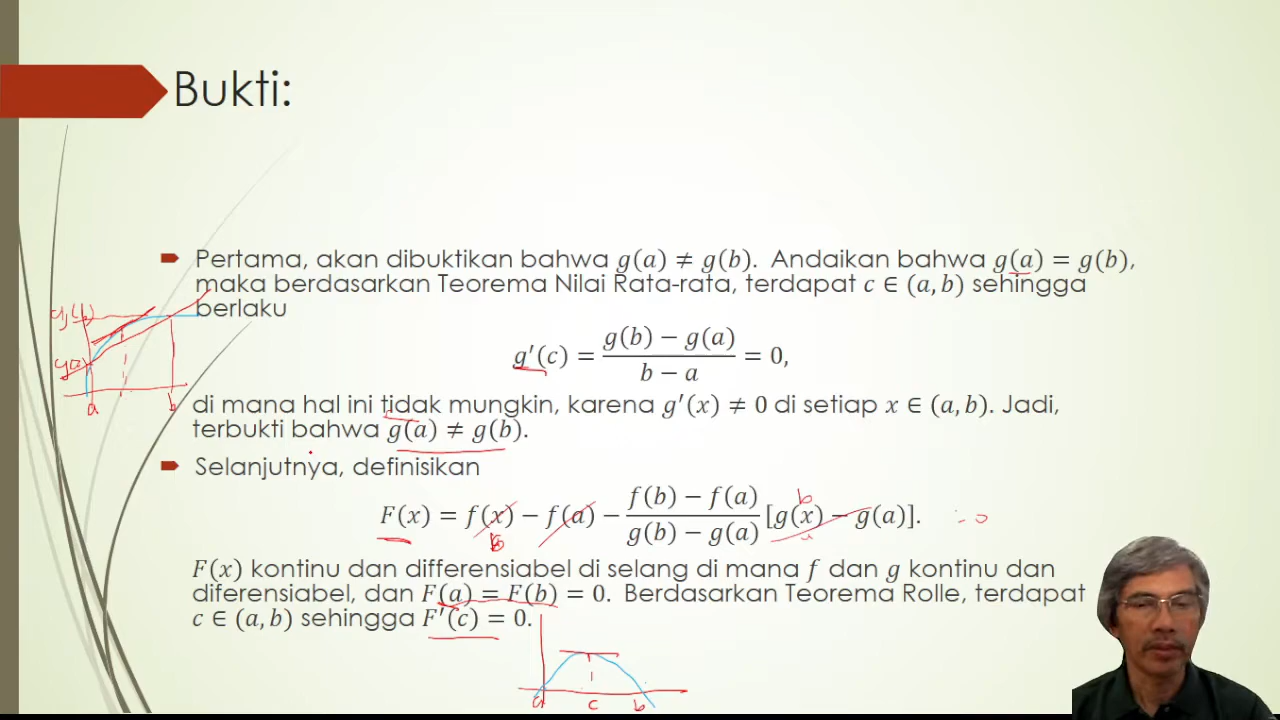 Bukti:
Pertama, akan dibuktikan bahwa g(a) ≠ g(b). Andaikan bahwa g(a) = g(b),
maka berdasarkan Teorema Nilai Rata-rata, terdapat c ∈ (a, b) sehingga
berlaku
g′(c) = (g(b) − g(a))/(b − a) = 0,
di mana hal ini tidak mungkin, karena g′(x) ≠ 0 di setiap x ∈ (a, b). Jadi,
terbukti bahwa g(a) ≠ g(b).
Selanjutnya, definisikan
F(x) = f(x) − f(a) − (f(b) − f(a))/(g(b) − g(a)) [g(x) − g(a)].
b
= 0
F(x) kontinu dan differensiabel di selang di mana f dan g kontinu dan
diferensiabel, dan F(a) = F(b) = 0. Berdasarkan Teorema Rolle, terdapat
c ∈ (a, b) sehingga F′(c) = 0.
g(a)
a b
a c b